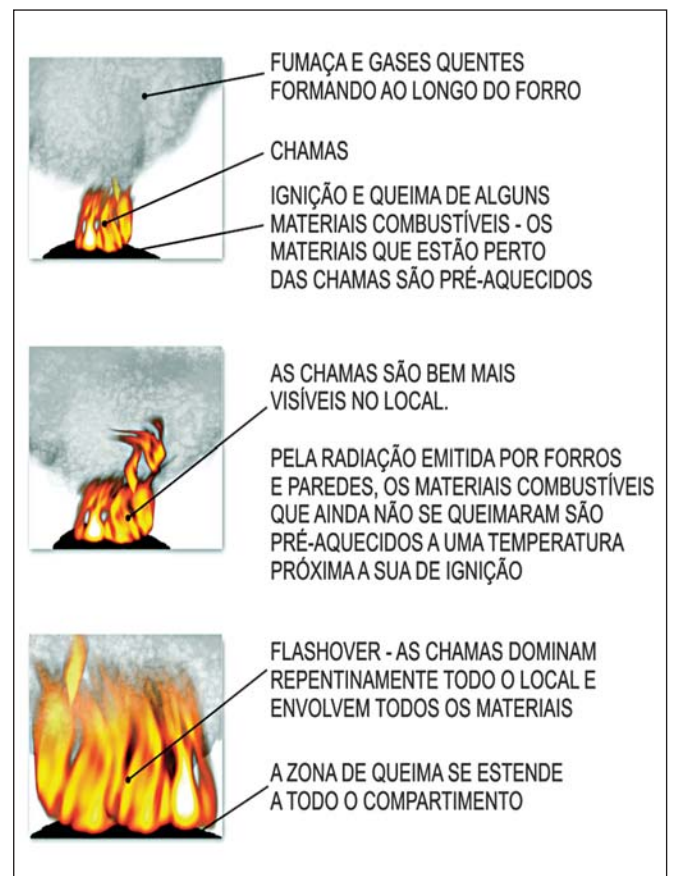 FUMAÇA E GASES QUENTES
FORMANDO AO LONGO DO FORRO
CHAMAS
IGNIÇÃO E QUEIMA DE ALGUNS
MATERIAIS COMBUSTÍVEIS - OS
MATERIAIS QUE ESTÃO PERTO
DAS CHAMAS SÃO PRÉ-AQUECIDOS
AS CHAMAS SÃO BEM MAIS
VISÍVEIS NO LOCAL.
PELA RADIAÇÃO EMITIDA POR FORROS
E PAREDES, OS MATERIAIS COMBUSTÍVEIS
QUE AINDA NÃO SE QUEIMARAM SÃO
PRÉ-AQUECIDOS A UMA TEMPERATURA
PRÓXIMA A SUA DE IGNIÇÃO
FLASHOVER - AS CHAMAS DOMINAM
REPENTINAMENTE TODO O LOCAL E
ENVOLVEM TODOS OS MATERIAIS
A ZONA DE QUEIMA SE ESTENDE
A TODO O COMPARTIMENTO